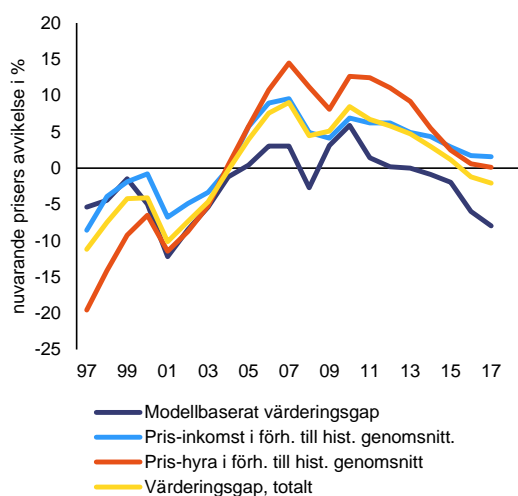 nuvarande prisers avvikelse i %
20
15
10
5
0
-5
-10
-15
-20
-25
97 99 01 03 05 07 09 11 13 15 17
Modellbaserat värderingsgap
Pris-inkomst i förh. till hist. genomsnitt.
Pris-hyra i förh. till hist. genomsnitt
Värderingsgap, totalt